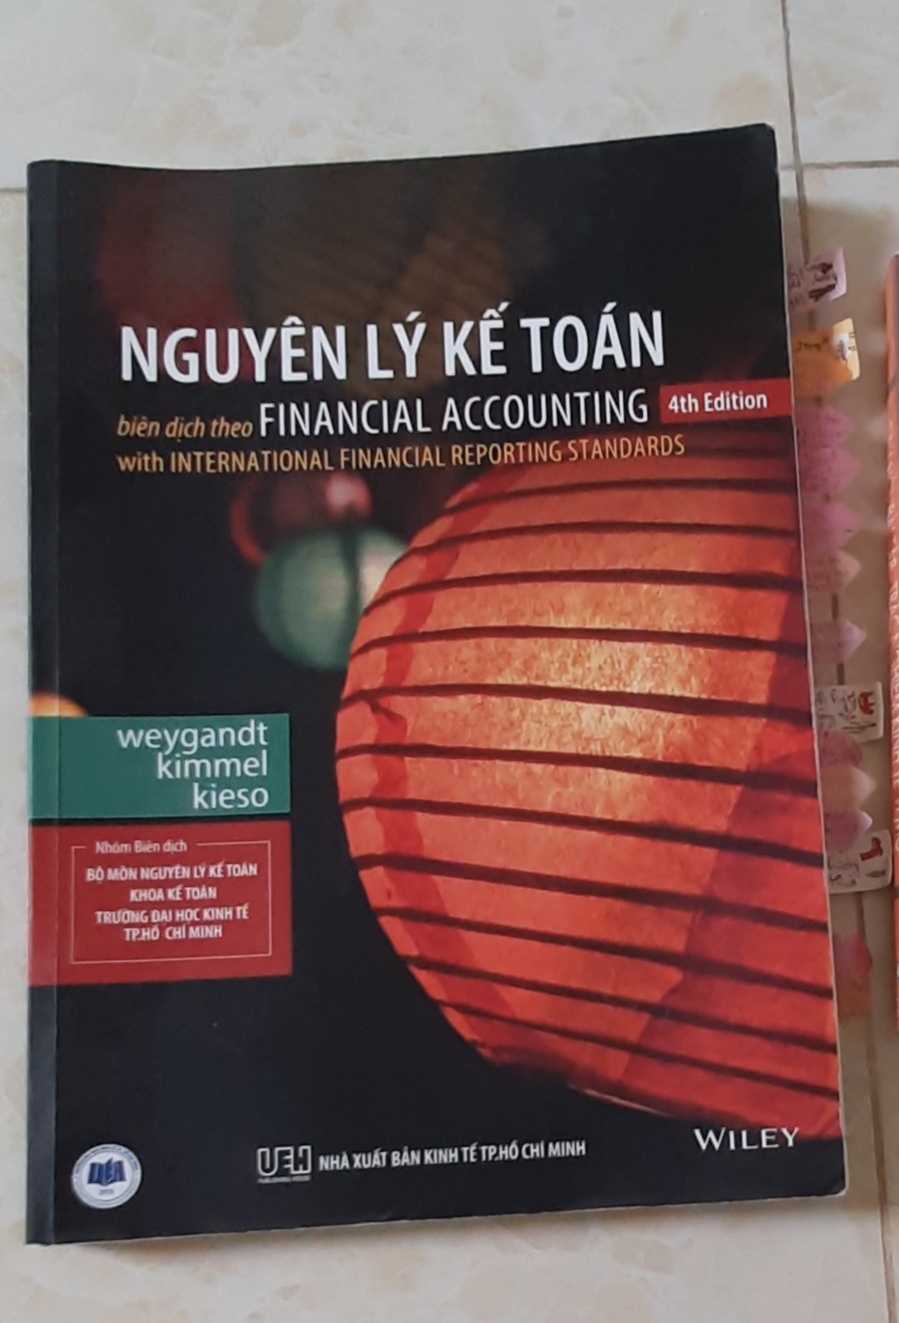 NGUYÊN LÝ KẾ TOÁN
biên dịch theo FINANCIAL ACCOUNTING 4th Edition
with INTERNATIONAL FINANCIAL REPORTING STANDARDS
weygandt
kimmel
kieso
Nhóm Biên dịch
BỘ MÔN NGUYÊN LÝ KẾ TOÁN
KHOA KẾ TOÁN
TRƯỜNG ĐẠI HỌC KINH TẾ
TP.HỒ CHÍ MINH
UEH NHÀ XUẤT BẢN KINH TẾ TP.HỒ CHÍ MINH
PUBLISHING HOUSE
WILEY